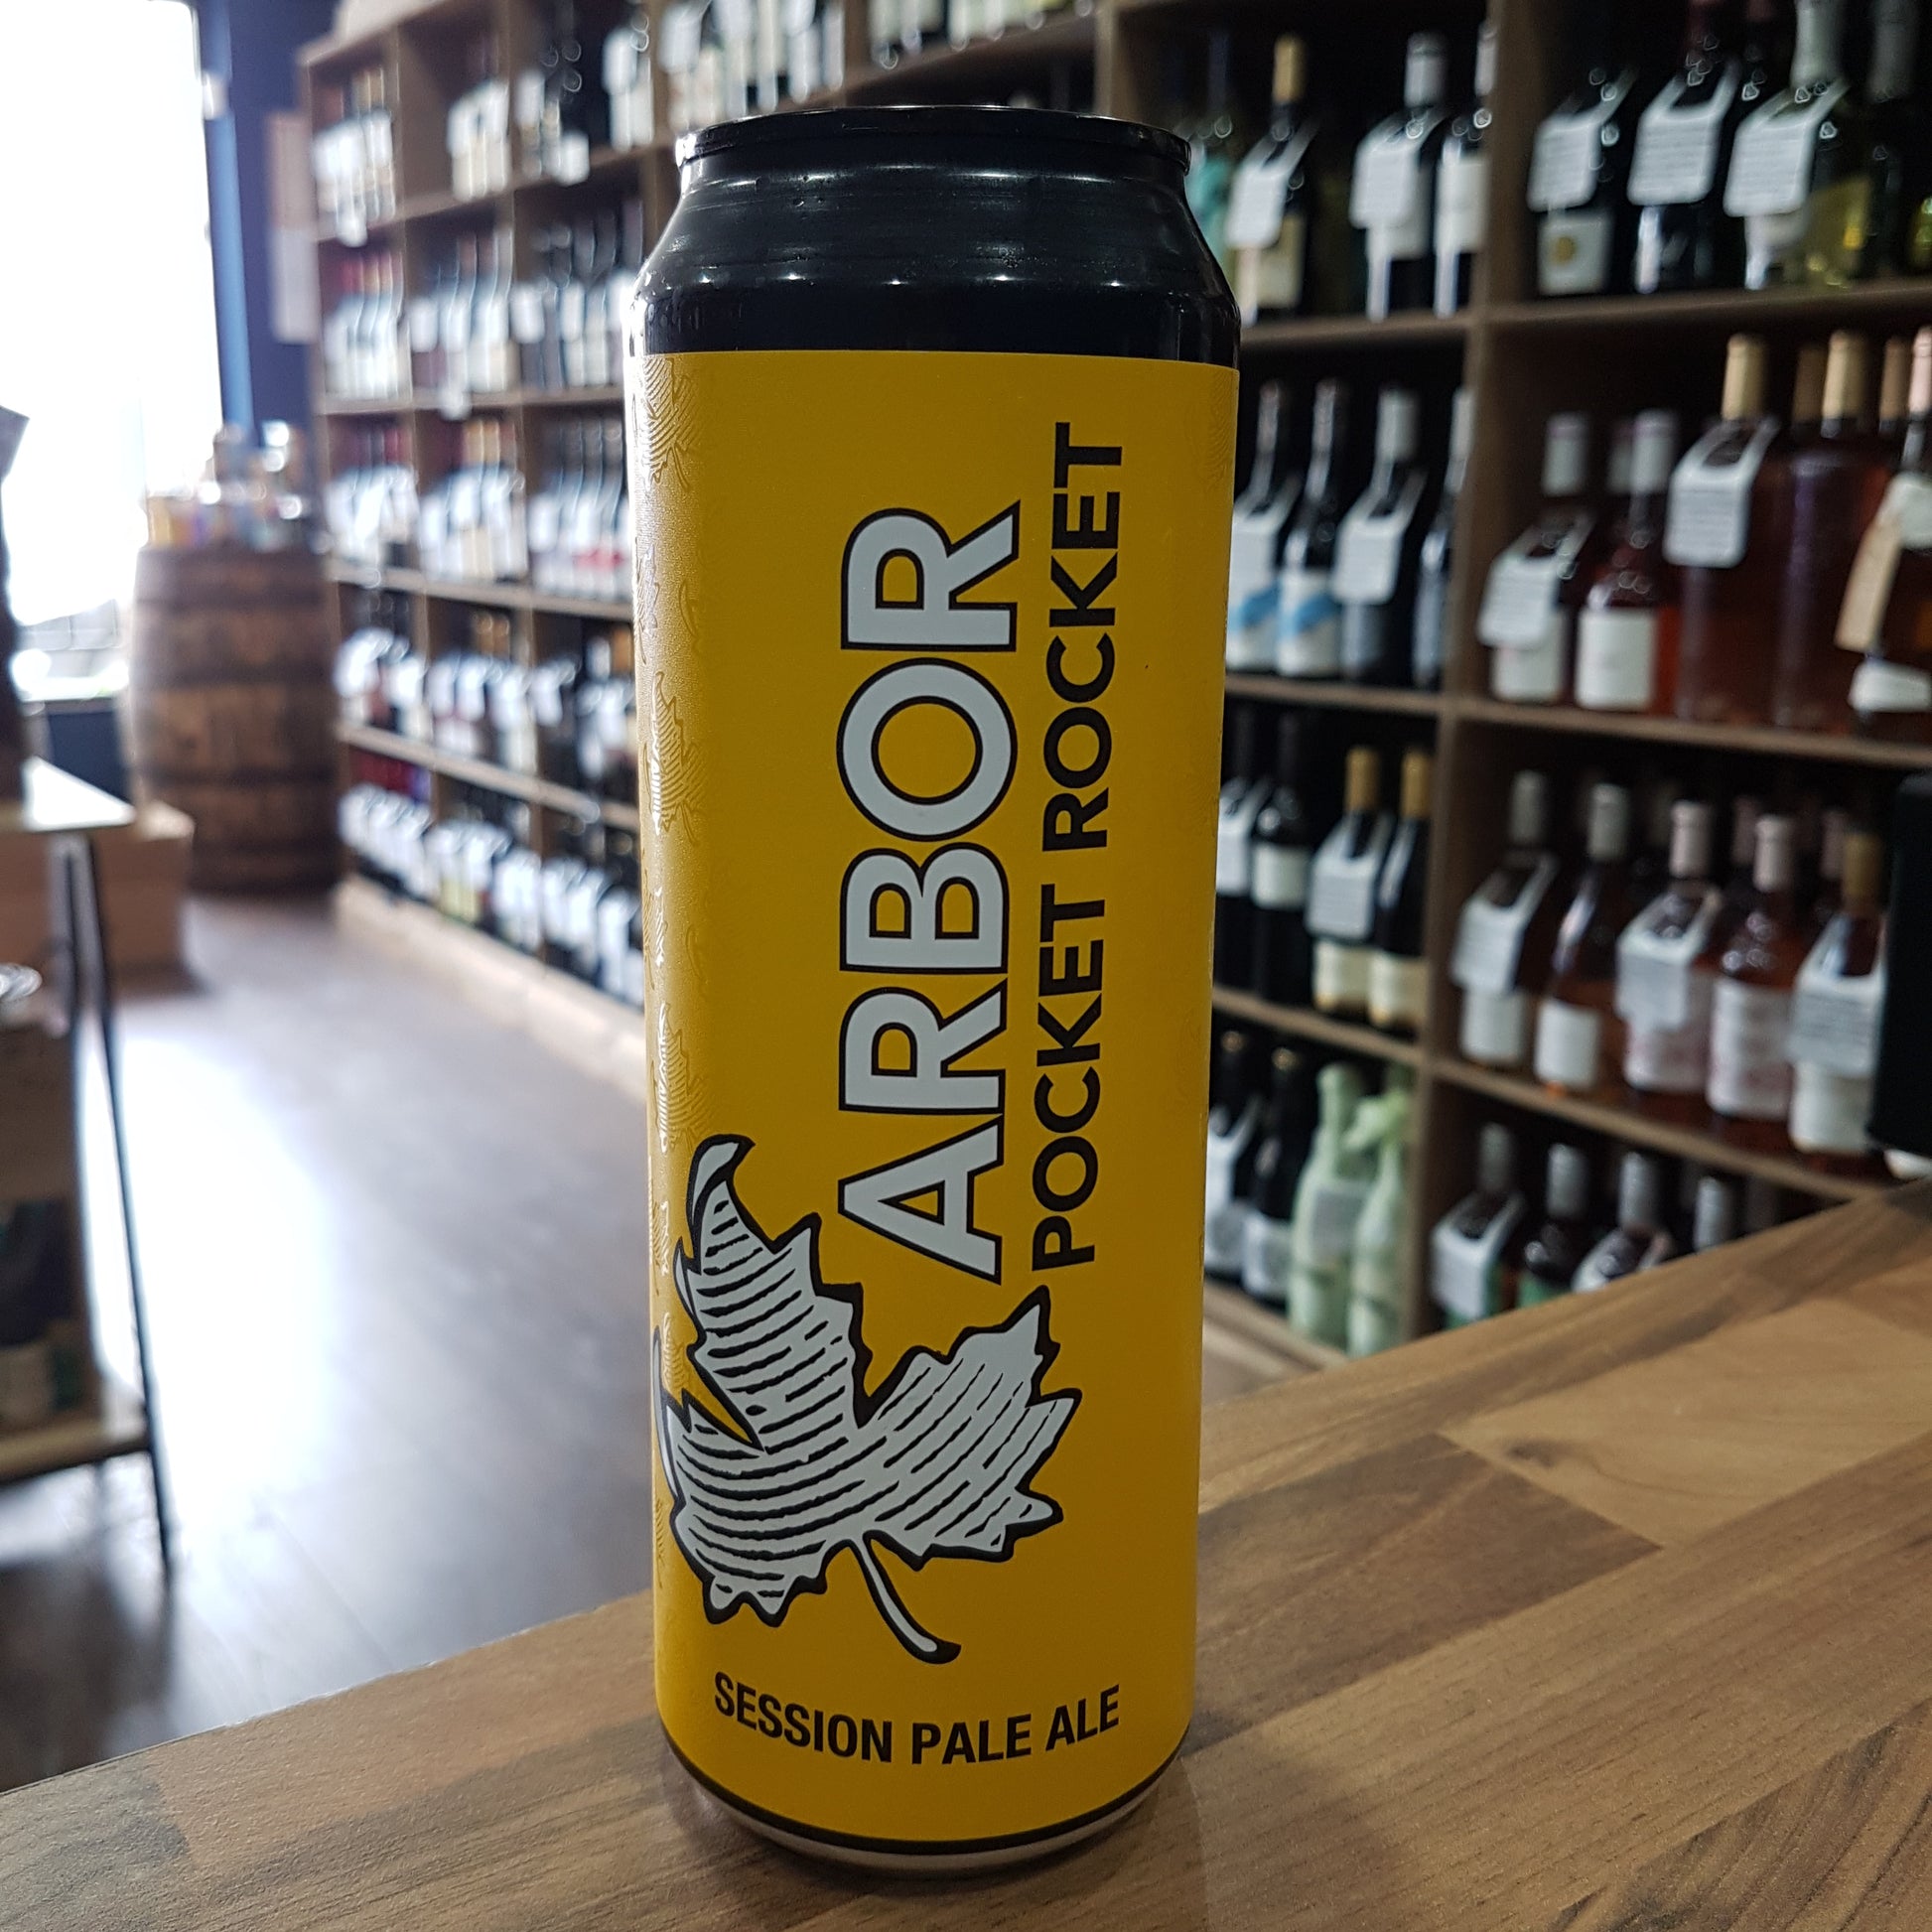 ARBOR
POCKET ROCKET
SESSION PALE ALE